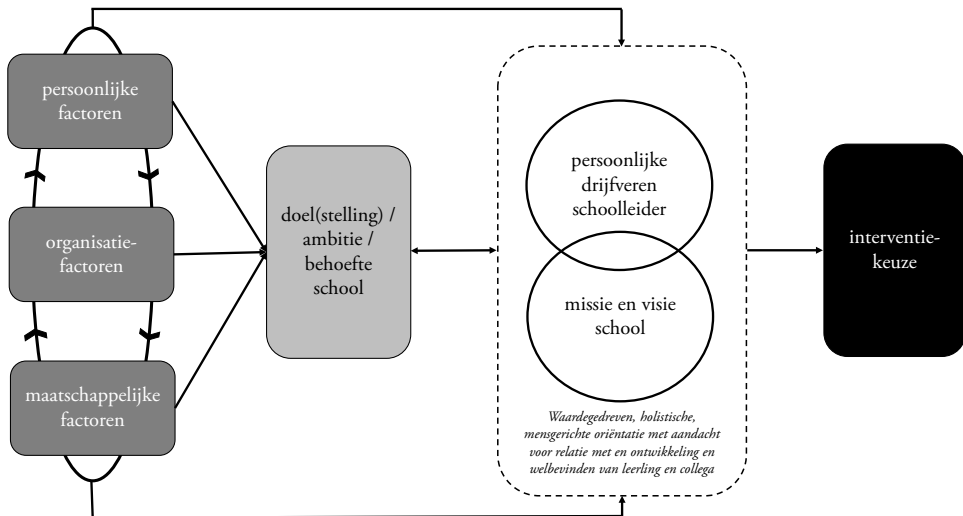 persoonlijke
factoren
organisatie-
factoren
maatschappelijke
factoren
doel(stelling) /
ambitie /
behoefte
school
persoonlijke
drijfveren
schoolleider
missie en visie
school
Waardegedreven, holistische,
mensgerichte oriëntatie met aandacht
voor relatie met en ontwikkeling en
welbevinden van leerling en collega
interventie-
keuze